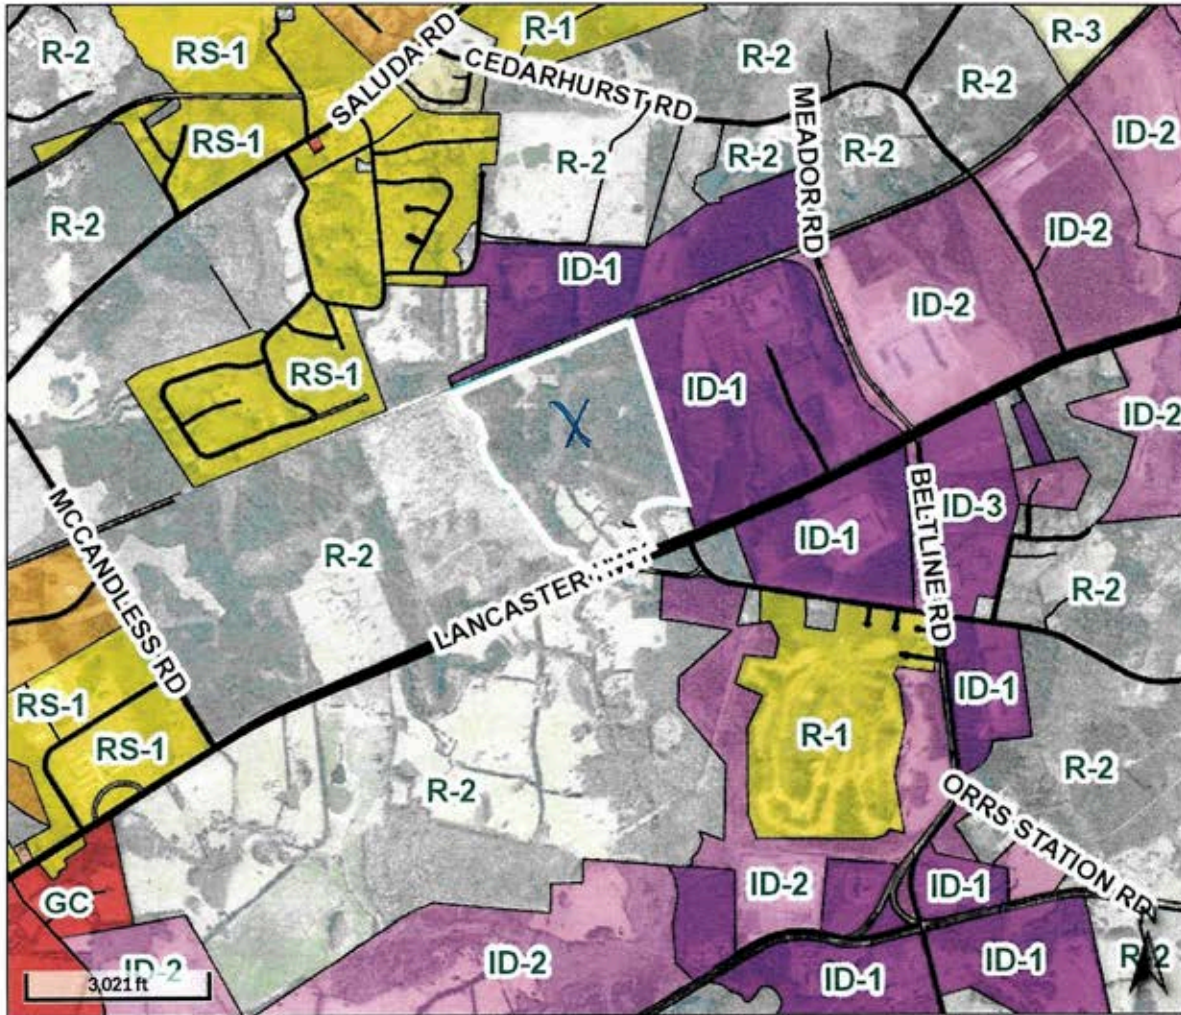 R-2
RS-1
SALUDA RD
R-1
CEDARHURST RD
R-2
R-3
R-2
RS-1
R-2
R-2
MEADOR RD
R-2
ID-2
R-2
ID-1
ID-2
ID-2
RS-1
ID-1
ID-2
X
MCCANDLESS RD
R-2
LANCASTER
ID-1
BELTLINE RD
ID-3
R-2
RS-1
RS-1
R-1
ID-1
R-2
R-2
ORRS STATION RD
GC
ID-2
ID-1
ID-2
ID-2
ID-1
ID-1
R-2
3,021 ft